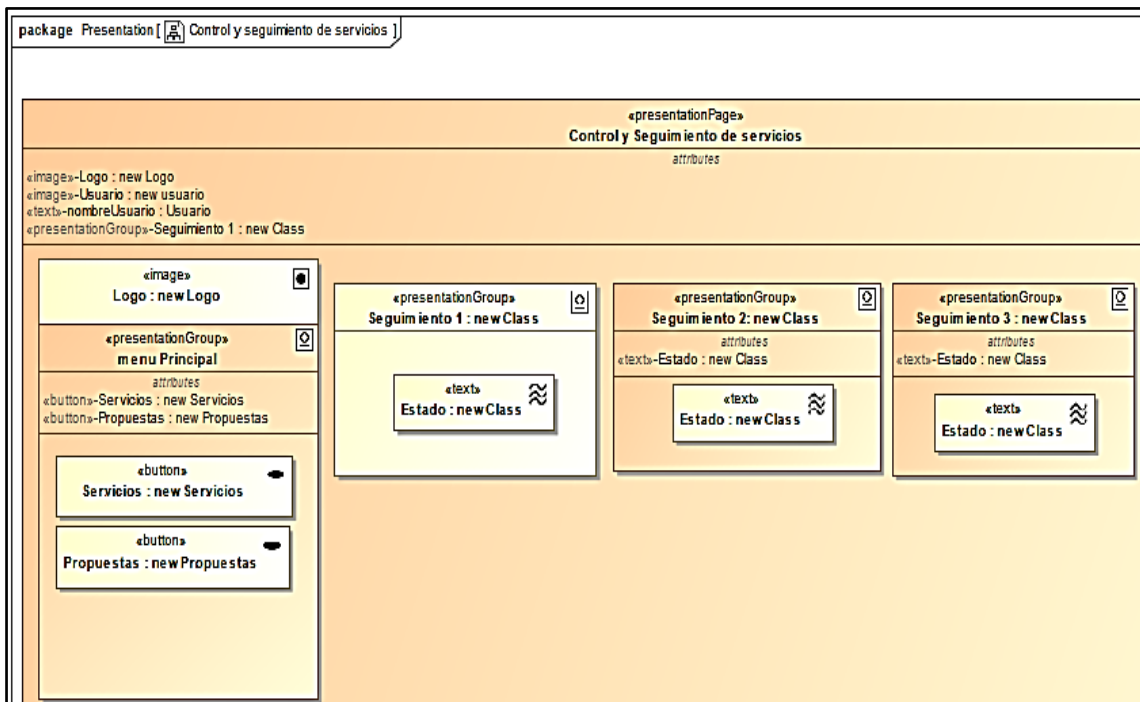 package Presentation [ Control y seguimiento de servicios ]
«presentationPage»
Control y Seguimiento de servicios
attributes
«image»-Logo : new Logo
«image»-Usuario : new usuario
«text»-nombreUsuario : Usuario
«presentationGroup»-Seguimiento 1 : new Class
«image»
Logo : new Logo
«presentationGroup»
menu Principal
attributes
«button»-Servicios : new Servicios
«button»-Propuestas : new Propuestas
«button»
Servicios : new Servicios
«button»
Propuestas : new Propuestas
«presentationGroup»
Seguimiento 1 : new Class
«text»
Estado : new Class
«presentationGroup»
Seguimiento 2: new Class
attributes
«text»-Estado : new Class
«text»
Estado : new Class
«presentationGroup»
Seguimiento 3 : new Class
attributes
«text»-Estado : new Class
«text»
Estado : new Class